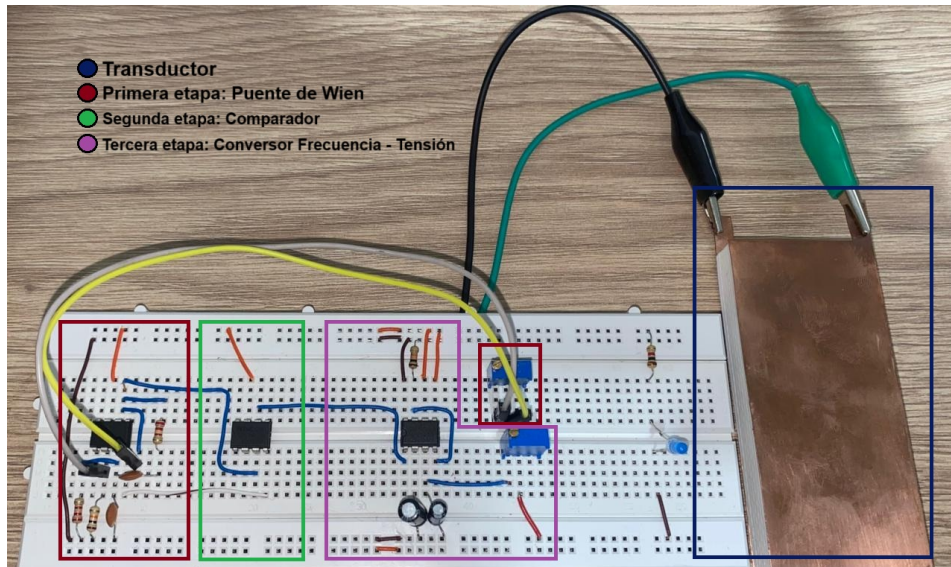 Transductor
Primera etapa: Puente de Wien
Segunda etapa: Comparador
Tercera etapa: Conversor Frecuencia - Tensión